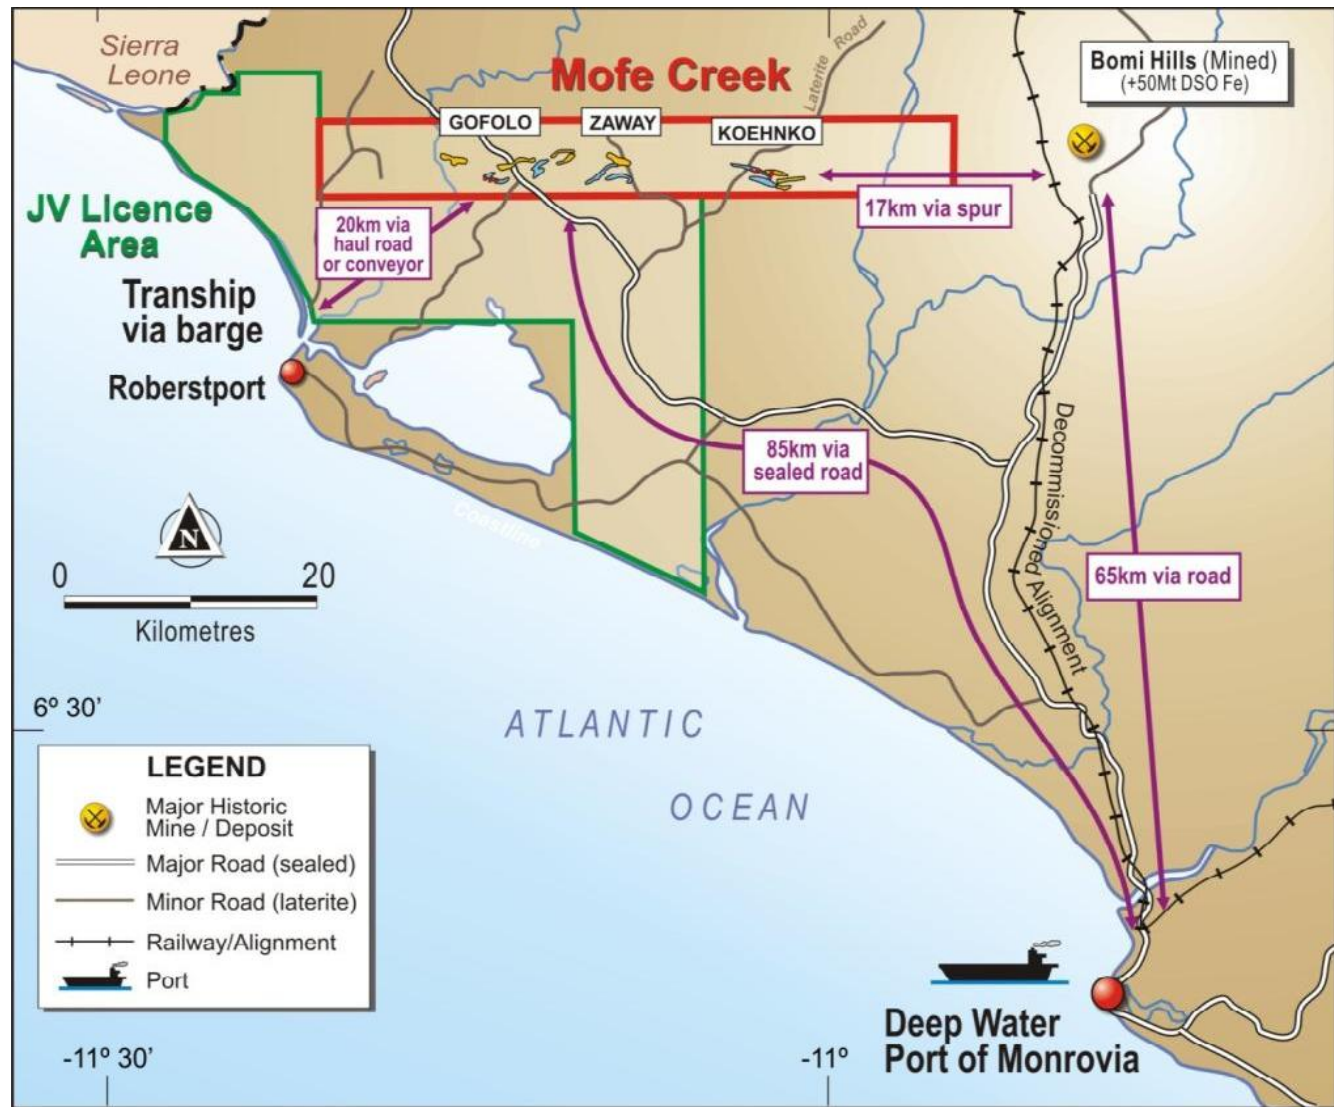 Sierra
Leone
Mofe Creek
Laterite Road
Bomi Hills (Mined)
(+50Mt DSO Fe)
GOFOLO
ZAWAY
KOEHNKO
JV Licence
Area
20km via
haul road
or conveyor
17km via spur
Tranship
via barge
Roberstport
85km via
sealed road
Decommissioned Alignment
Coastline
N
0
20
Kilometres
65km via road
6º 30’
ATLANTIC
OCEAN
LEGEND
Major Historic
Mine / Deposit
Major Road (sealed)
Minor Road (laterite)
Railway/Alignment
Port
Deep Water
Port of Monrovia
-11º 30’
-11º